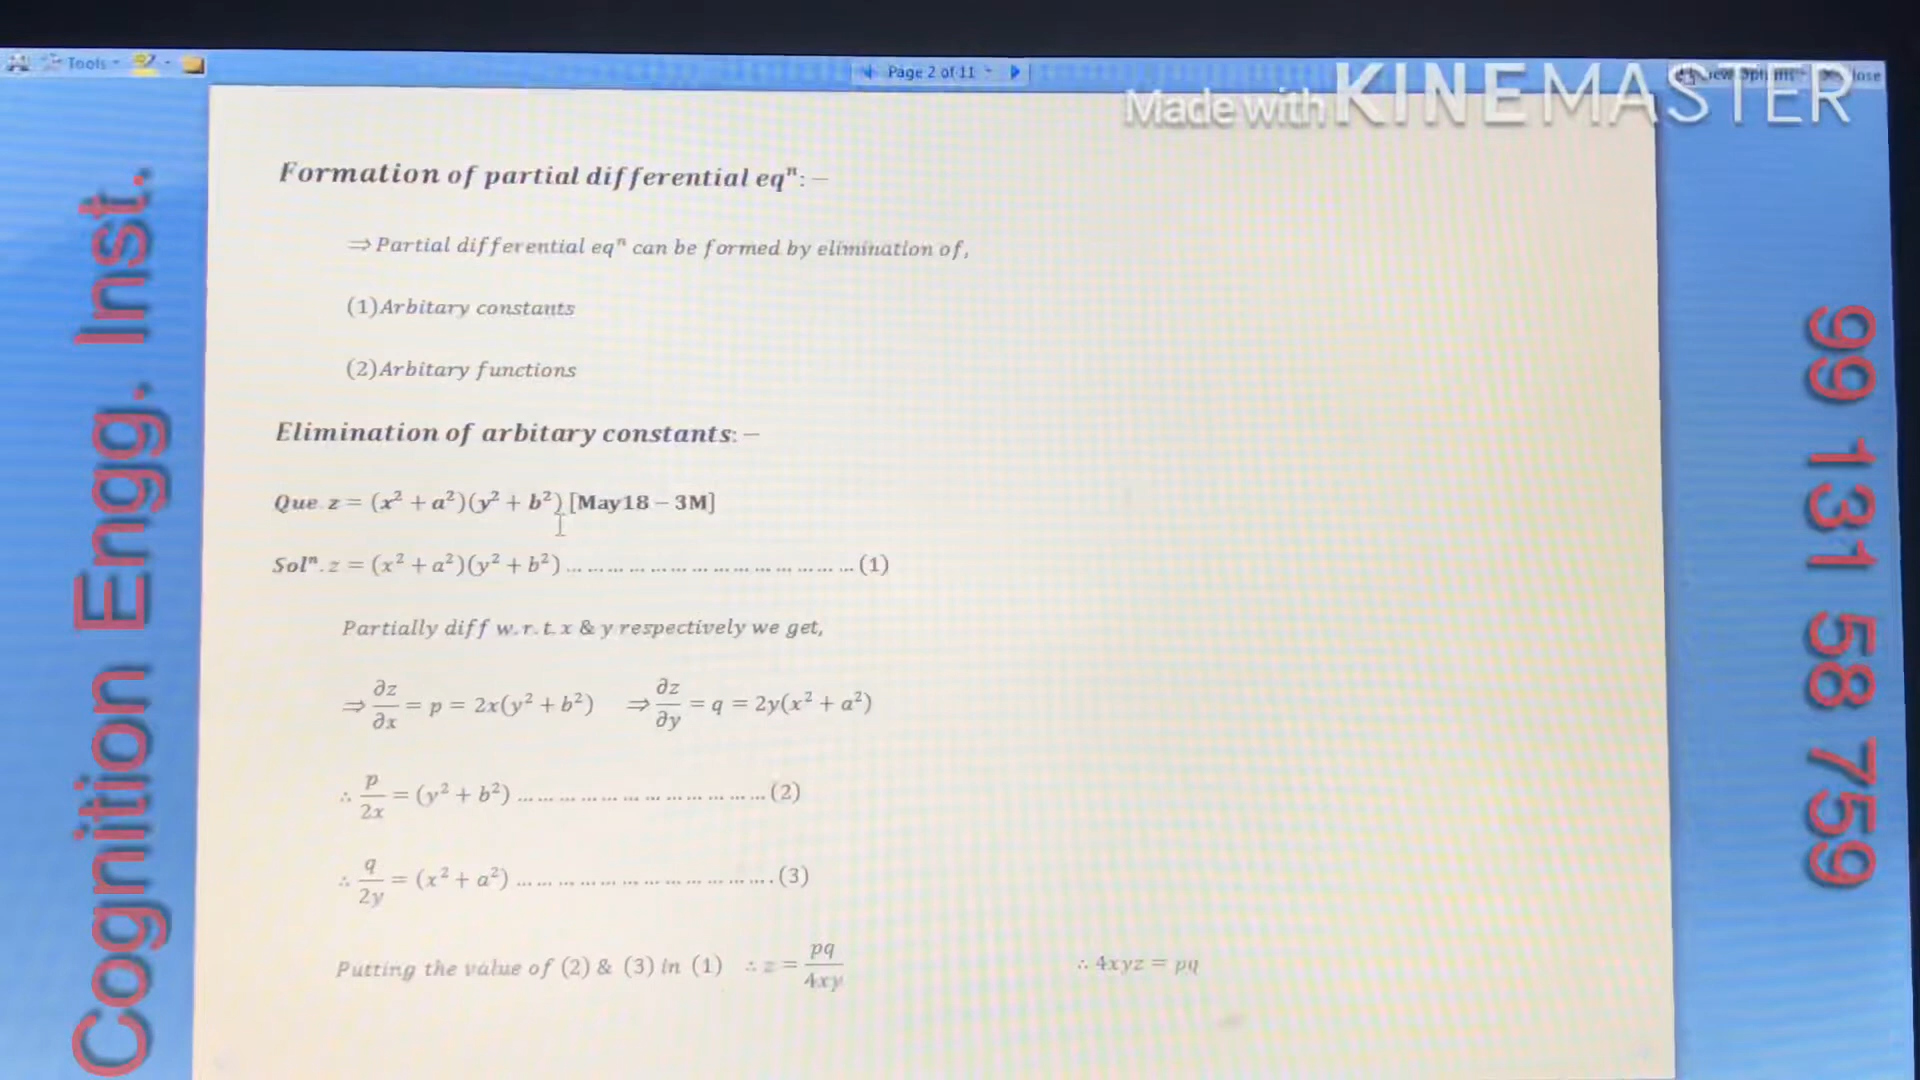 Tools
Page 2 of 11
Made with KINEMASTER
Formation of partial differential eqⁿ: −
⇒ Partial differential eqⁿ can be formed by elimination of,
(1)Arbitary constants
(2)Arbitary functions
Elimination of arbitary constants: −
Que. z = (x² + a²)(y² + b²) [May18 − 3M]
Solⁿ. z = (x² + a²)(y² + b²) … … … … … … … … … … … … … … (1)
Partially diff w.r.t. x & y respectively we get,
⇒ ∂z/∂x = p = 2x(y² + b²) ⇒ ∂z/∂y = q = 2y(x² + a²)
∴ p/2x = (y² + b²) … … … … … … … … … … … … (2)
∴ q/2y = (x² + a²) … … … … … … … … … … … … . (3)
Putting the value of (2) & (3) in (1) ∴ z = pq/4xy ∴ 4xyz = pq
Cognition Engg. Inst.
99 131 58 759